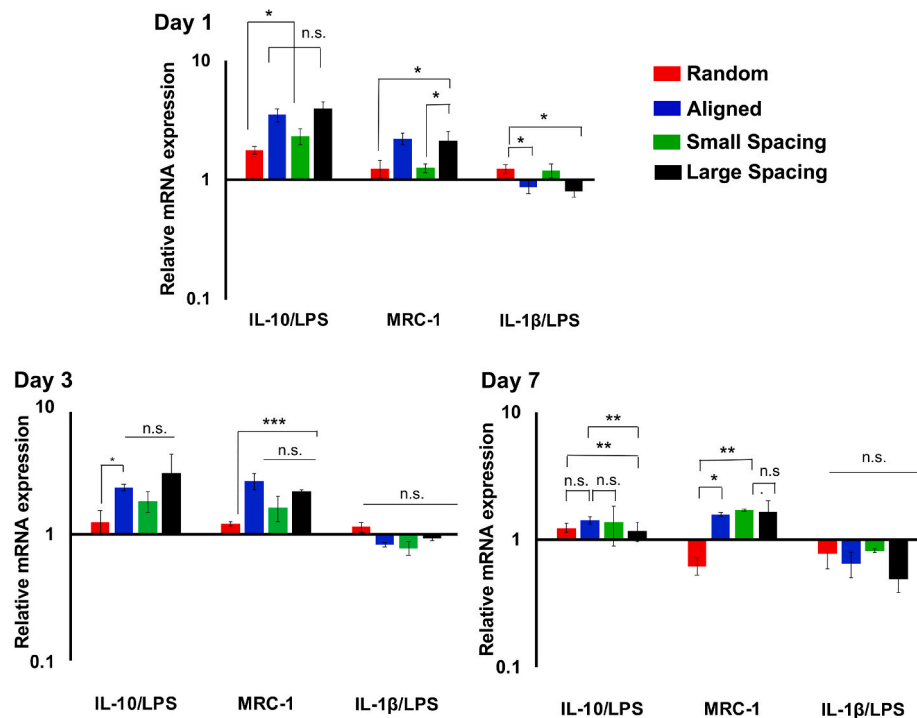 Day 1
Relative mRNA expression
10
1
0.1
*
n.s.
*
*
*
*
IL-10/LPS MRC-1 IL-1β/LPS
Random
Aligned
Small Spacing
Large Spacing
Day 3
Relative mRNA expression
10
1
0.1
*
n.s.
***
n.s.
n.s.
IL-10/LPS MRC-1 IL-1β/LPS
Day 7
Relative mRNA expression
10
1
0.1
**
**
n.s.
n.s.
**
*
n.s
.
n.s.
IL-10/LPS MRC-1 IL-1β/LPS